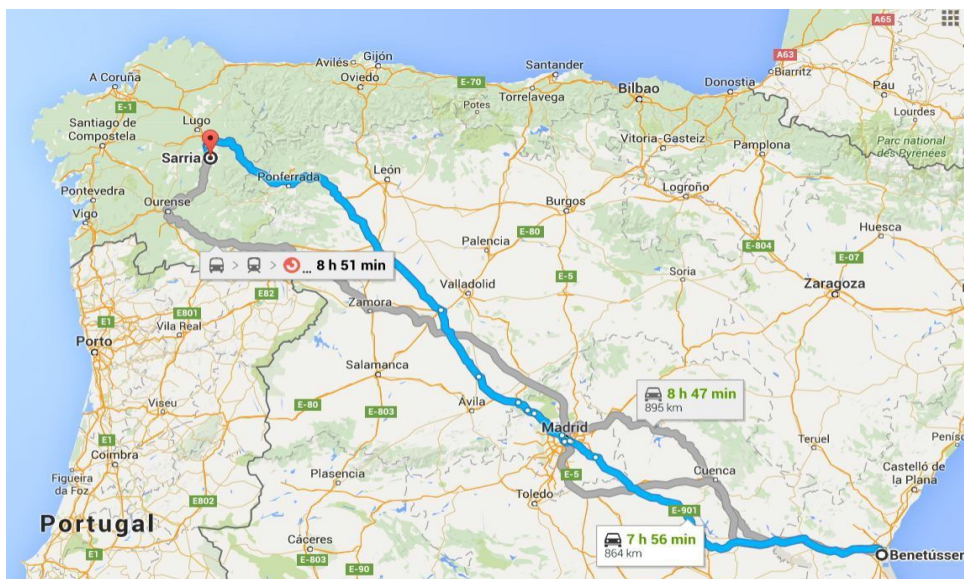 A65
A63
Gijón
Avilés
Oviedo
Santander
Biarritz
A Coruña
E-70
Torrelavega
Bilbao
Donostia
Pau
E-1
Potes
Lourdes
Santiago de
Compostela
Lugo
Vitoria-Gasteiz
Pamplona
Parc national
des Pyrénées
Sarria
León
Ponferrada
Pontevedra
Logroño
Ourense
Burgos
Vigo
Huesca
E-80
E-804
Palencia
E-07
8 h 51 min
E-5
Soria
Valladolid
Zaragoza
E82
Zamora
E801
E1
Vila Real
Porto
Salamanca
8 h 47 min
895 km
E-80
E-803
Ávila
Viseu
Madrid
Teruel
Coimbra
Cuenca
Castelló de
la Plana
Figueira
da Foz
Plasencia
E-5
E802
Toledo
E-901
Portugal
7 h 56 min
864 km
Cáceres
E1
E-803
E-90
Benetússer